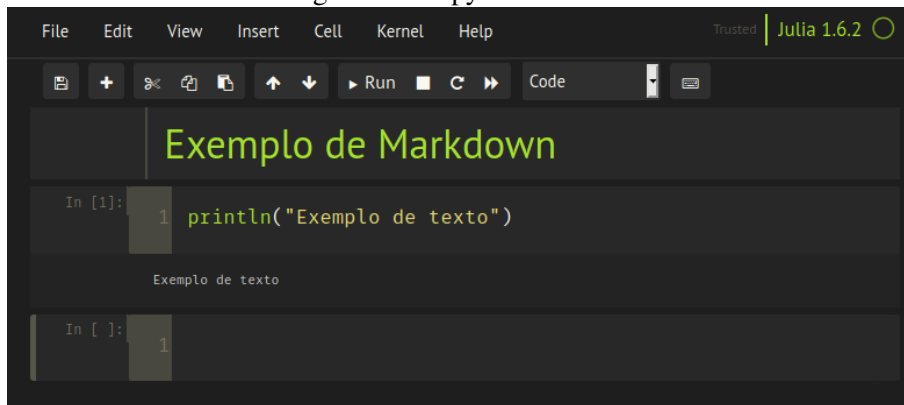 File Edit View Insert Cell Kernel Help Trusted Julia 1.6.2
Run Code
Exemplo de Markdown
In [1]:
1 println("Exemplo de texto")
Exemplo de texto
In [ ]:
1